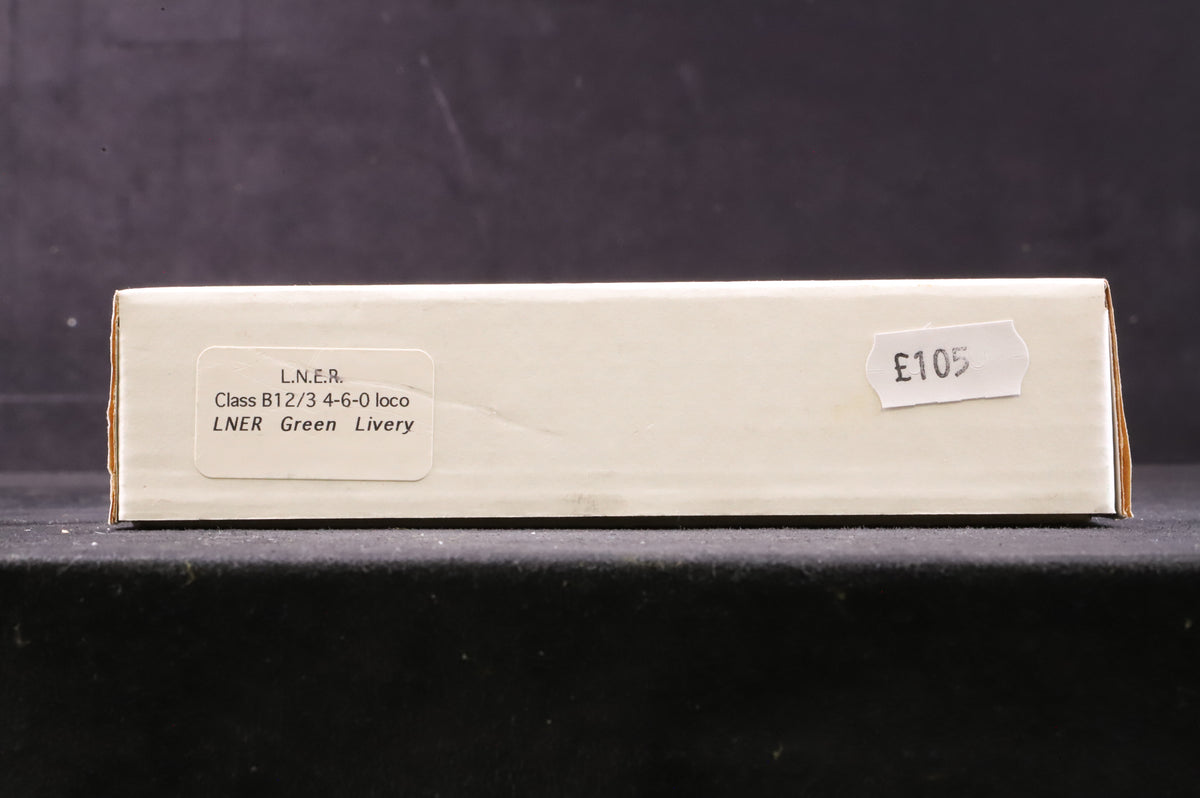 L.N.E.R.
Class B12/3 4-6-0 loco
LNER Green Livery
£105